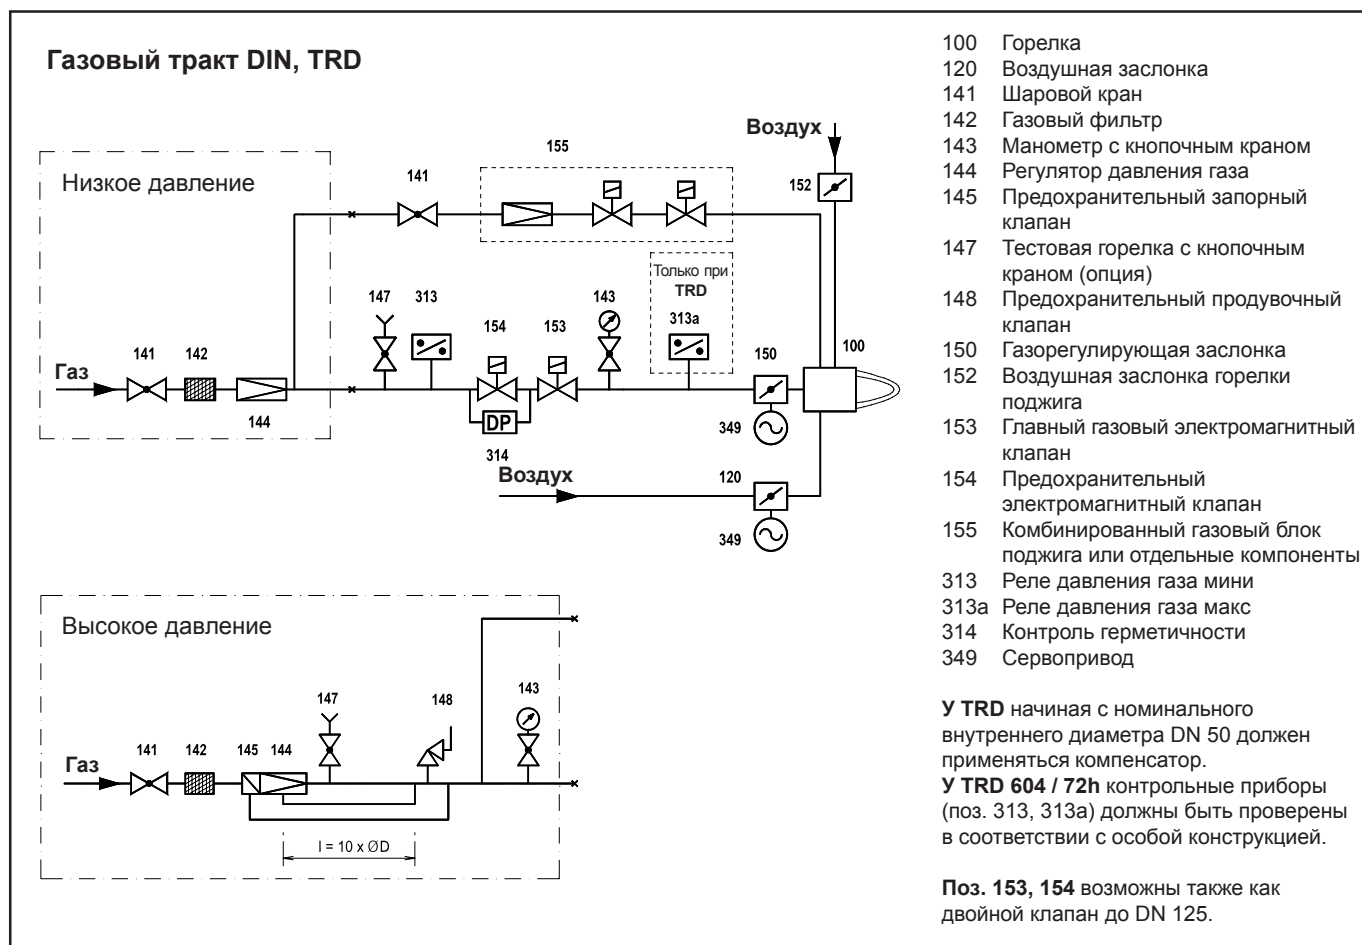 Газовый тракт DIN, TRD
Воздух
155
Низкое давление
141
152
Только при
TRD
147
313
143
313a
154
153
141
142
150
100
Газ
144
DP
349
314
Воздух
120
349
Высокое давление
147
148
143
141
142
145
144
Газ
l = 10 x ØD
100 Горелка
120 Воздушная заслонка
141 Шаровой кран
142 Газовый фильтр
143 Манометр с кнопочным краном
144 Регулятор давления газа
145 Предохранительный запорный
клапан
147 Тестовая горелка с кнопочным
краном (опция)
148 Предохранительный продувочный
клапан
150 Газорегулирующая заслонка
152 Воздушная заслонка горелки
поджига
153 Главный газовый электромагнитный
клапан
154 Предохранительный
электромагнитный клапан
155 Комбинированный газовый блок
поджига или отдельные компоненты
313 Реле давления газа мини
313a Реле давления газа макс
314 Контроль герметичности
349 Сервопривод
У TRD начиная с номинального
внутреннего диаметра DN 50 должен
применяться компенсатор.
У TRD 604 / 72h контрольные приборы
(поз. 313, 313a) должны быть проверены
в соответствии с особой конструкцией.
Поз. 153, 154 возможны также как
двойной клапан до DN 125.